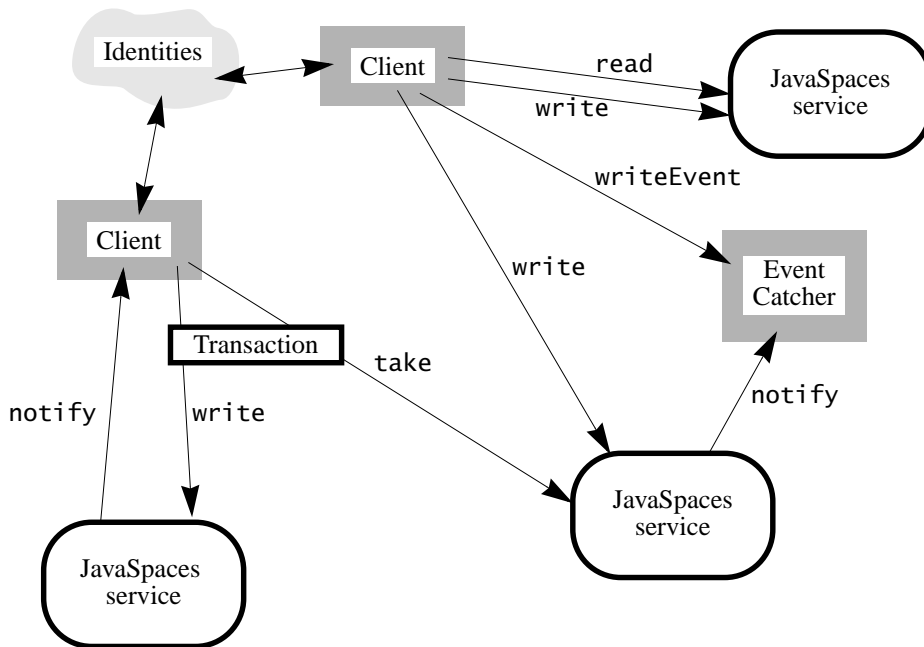 Identities
Client
read
write
JavaSpaces
service
writeEvent
Client
write
Event
Catcher
Transaction
take
notify
write
notify
JavaSpaces
service
JavaSpaces
service